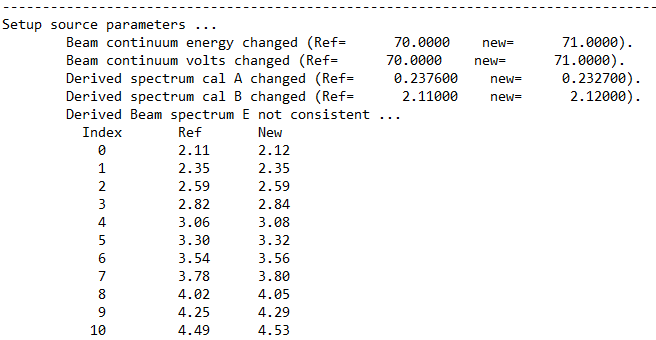 --------------------------------------------------------------------------------
Setup source parameters ...
Beam continuum energy changed (Ref= 70.0000 new= 71.0000).
Beam continuum volts changed (Ref= 70.0000 new= 71.0000).
Derived spectrum cal A changed (Ref= 0.237600 new= 0.232700).
Derived spectrum cal B changed (Ref= 2.11000 new= 2.12000).
Derived Beam spectrum E not consistent ...
Index Ref New
0 2.11 2.12
1 2.35 2.35
2 2.59 2.59
3 2.82 2.84
4 3.06 3.08
5 3.30 3.32
6 3.54 3.56
7 3.78 3.80
8 4.02 4.05
9 4.25 4.29
10 4.49 4.53